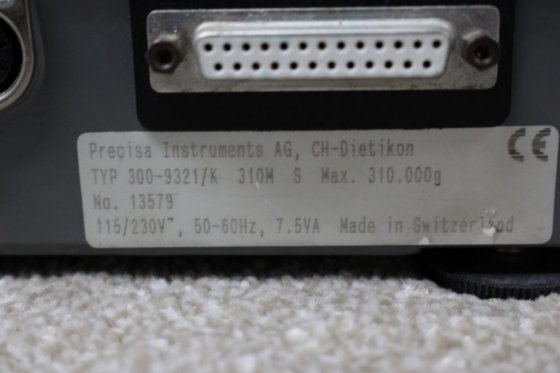 Precisa Instruments AG, CH-Dietikon
CE
TYP 300-9321/K 310M S Max. 310.000g
No. 13579
115/230V~, 50-60Hz, 7.5VA Made in Switzerland